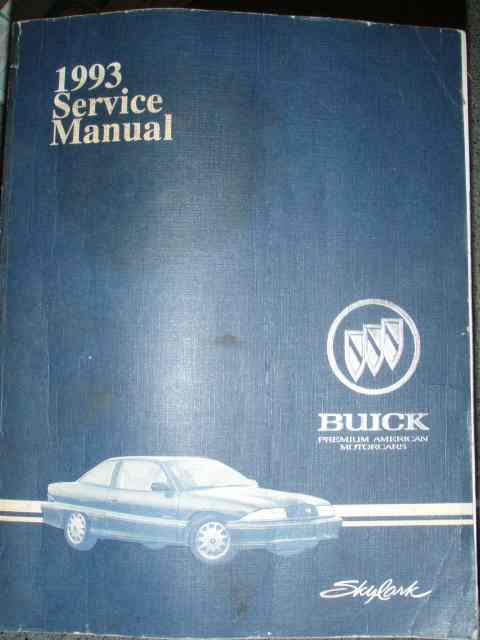 1993
Service
Manual
BUICK
PREMIUM AMERICAN
MOTORCARS
Skylark